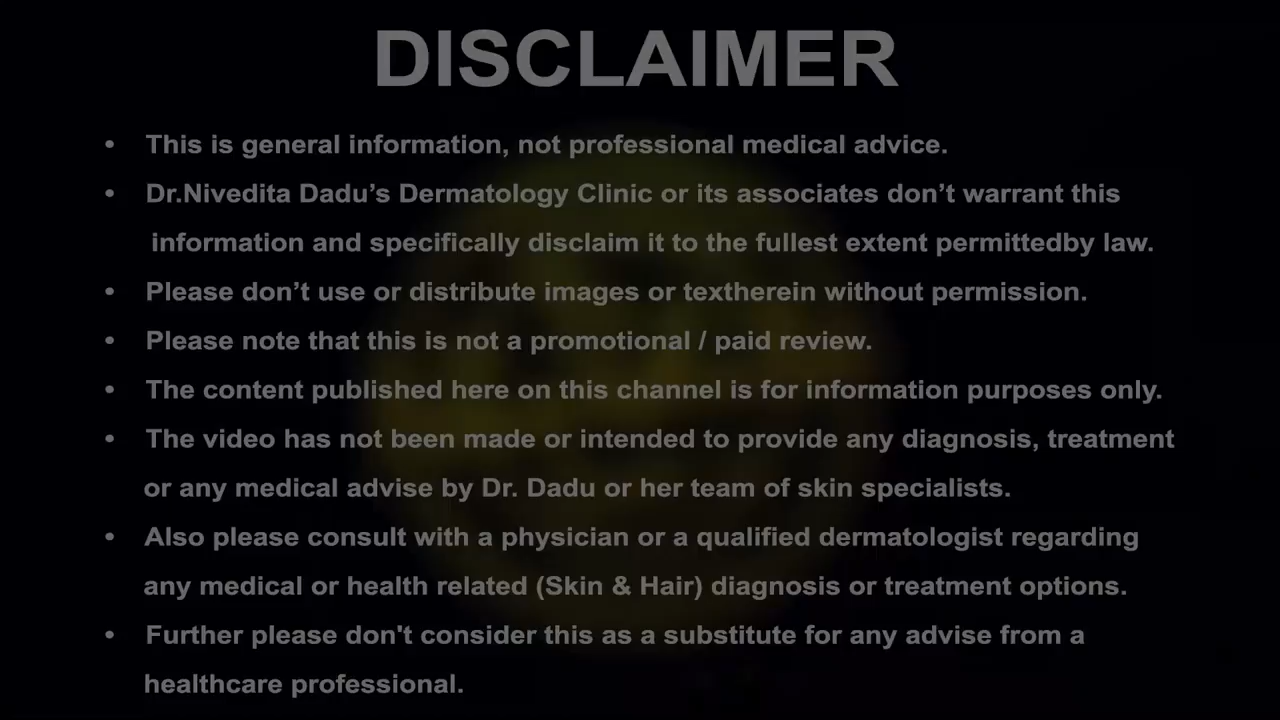 DISCLAIMER
• This is general information, not professional medical advice.
• Dr.Nivedita Dadu’s Dermatology Clinic or its associates don’t warrant this
information and specifically disclaim it to the fullest extent permittedby law.
• Please don’t use or distribute images or textherein without permission.
• Please note that this is not a promotional / paid review.
• The content published here on this channel is for information purposes only.
• The video has not been made or intended to provide any diagnosis, treatment
or any medical advise by Dr. Dadu or her team of skin specialists.
• Also please consult with a physician or a qualified dermatologist regarding
any medical or health related (Skin & Hair) diagnosis or treatment options.
• Further please don't consider this as a substitute for any advise from a
healthcare professional.